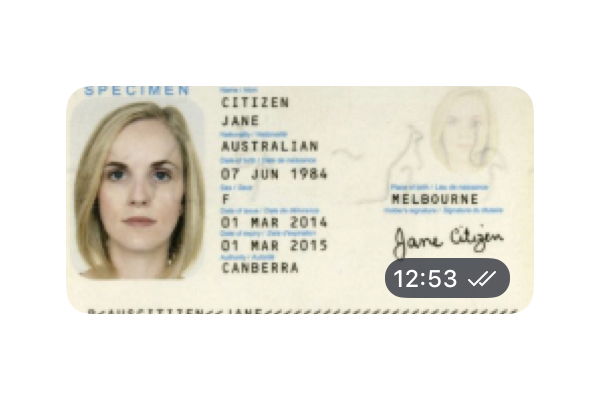 SPECIMEN
Name / Nom
CITIZEN
JANE
Nationality / Nationalité
AUSTRALIAN
Date of birth / Date de naissance
07 JUN 1984
Sex / Sexe
F
Place of birth / Lieu de naissance
MELBOURNE
Date of issue / Date de délivrance
01 MAR 2014
Holder's signature / Signature du titulaire
Jane Citizen
Date of expiry / Date d'expiration
01 MAR 2015
Authority / Autorité
CANBERRA
12:53